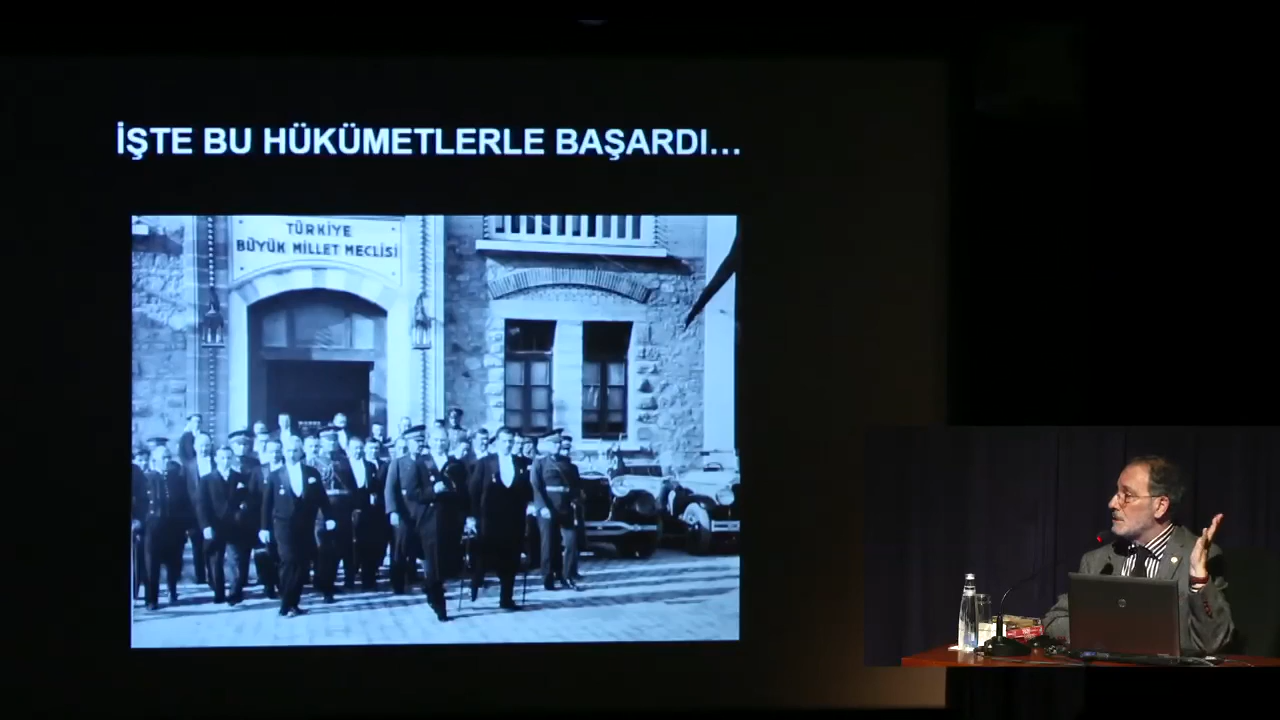 İŞTE BU HÜKÜMETLERLE BAŞARDI…
TÜRKİYE
BÜYÜK MİLLET MECLİSİ